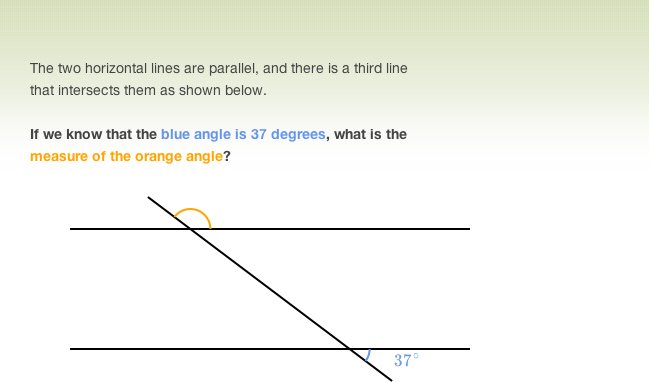 The two horizontal lines are parallel, and there is a third line
that intersects them as shown below.
If we know that the blue angle is 37 degrees, what is the
measure of the orange angle?
37°